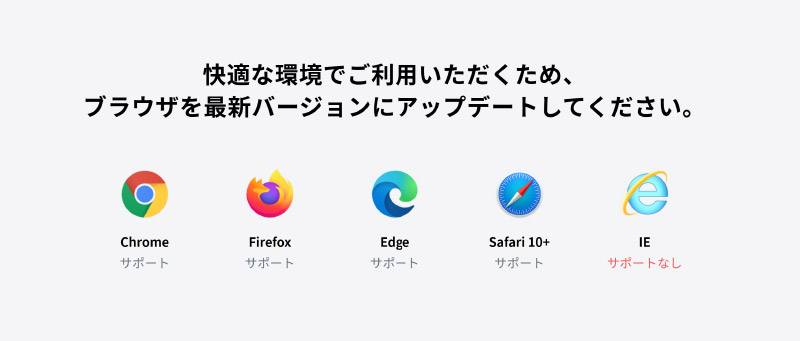 快適な環境でご利用いただくため、
ブラウザを最新バージョンにアップデートしてください。
Chrome Firefox Edge Safari 10+ IE
サポート サポート サポート サポート サポートなし